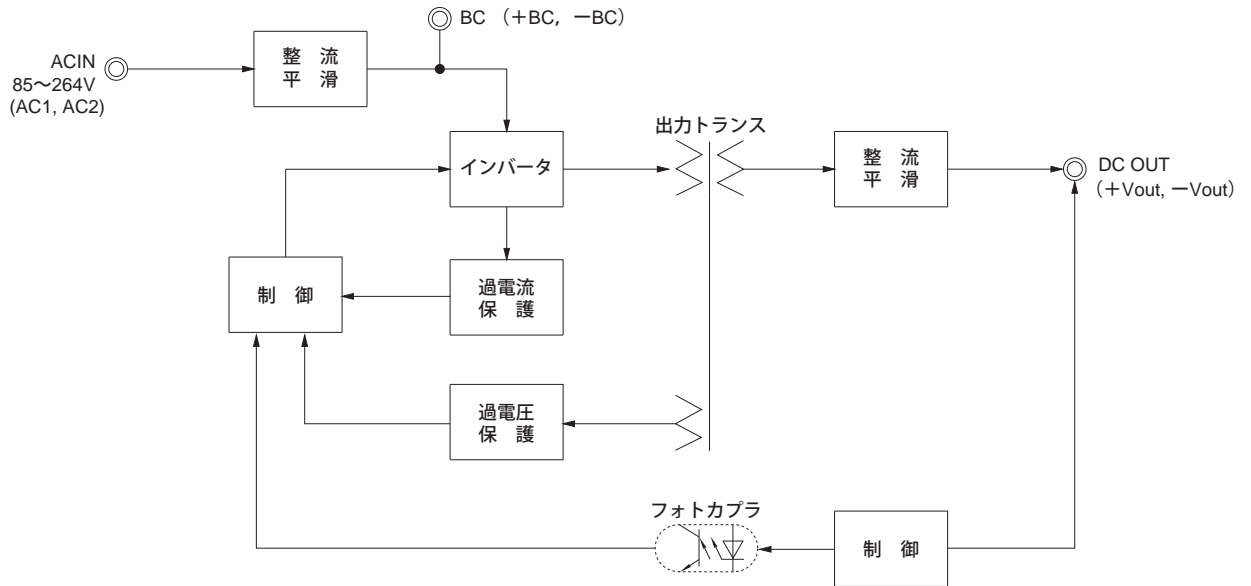 BC （＋BC, －BC）
ACIN
85～264V
(AC1, AC2)
整　流
平　滑
出力トランス
インバータ
整　流
平　滑
DC OUT
（＋Vout, －Vout）
制　御
過電流
保　護
過電圧
保　護
フォトカプラ
制　御